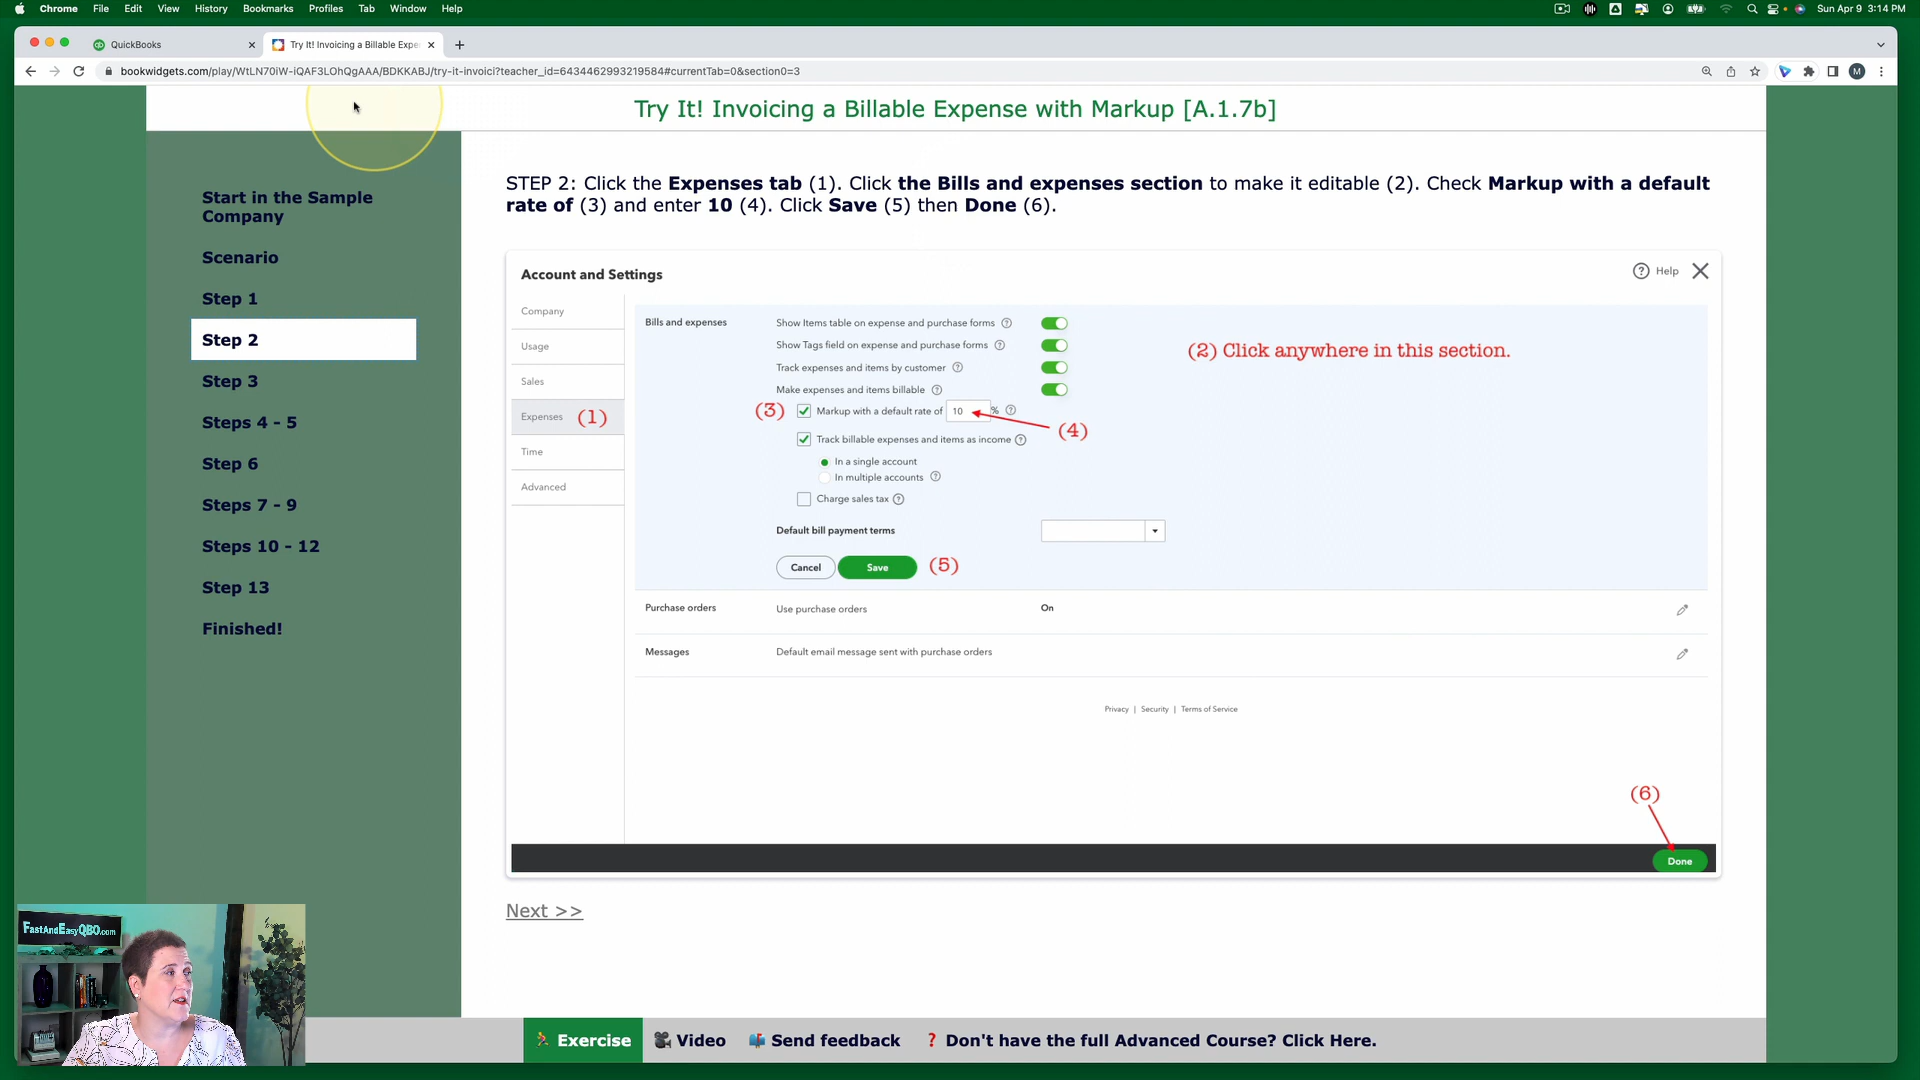 Chrome File Edit View History Bookmarks Profiles Tab Window Help
Sun Apr 9 3:14 PM
QuickBooks
Try It! Invoicing a Billable Expe
bookwidgets.com/play/WtLN70iW-iQAF3LOhQgAAA/BDKKABJ/try-it-invoici?teacher_id=6434462993219584#currentTab=0&section0=3
M
Try It! Invoicing a Billable Expense with Markup [A.1.7b]
Start in the Sample
Company
Scenario
Step 1
Step 2
Step 3
Steps 4 - 5
Step 6
Steps 7 - 9
Steps 10 - 12
Step 13
Finished!
STEP 2: Click the Expenses tab (1). Click the Bills and expenses section to make it editable (2). Check Markup with a default
rate of (3) and enter 10 (4). Click Save (5) then Done (6).
Account and Settings
Help
Company
Usage
Sales
Expenses (1)
Time
Advanced
Bills and expenses
Show Items table on expense and purchase forms
Show Tags field on expense and purchase forms
(2) Click anywhere in this section.
Track expenses and items by customer
Make expenses and items billable
(3) Markup with a default rate of 10 %
(4)
Track billable expenses and items as income
In a single account
In multiple accounts
Charge sales tax
Default bill payment terms
Cancel Save (5)
Purchase orders Use purchase orders On
Messages Default email message sent with purchase orders
Privacy | Security | Terms of Service
(6)
Done
Next >>
FastAndEasyQBO.com
Exercise Video Send feedback ? Don't have the full Advanced Course? Click Here.